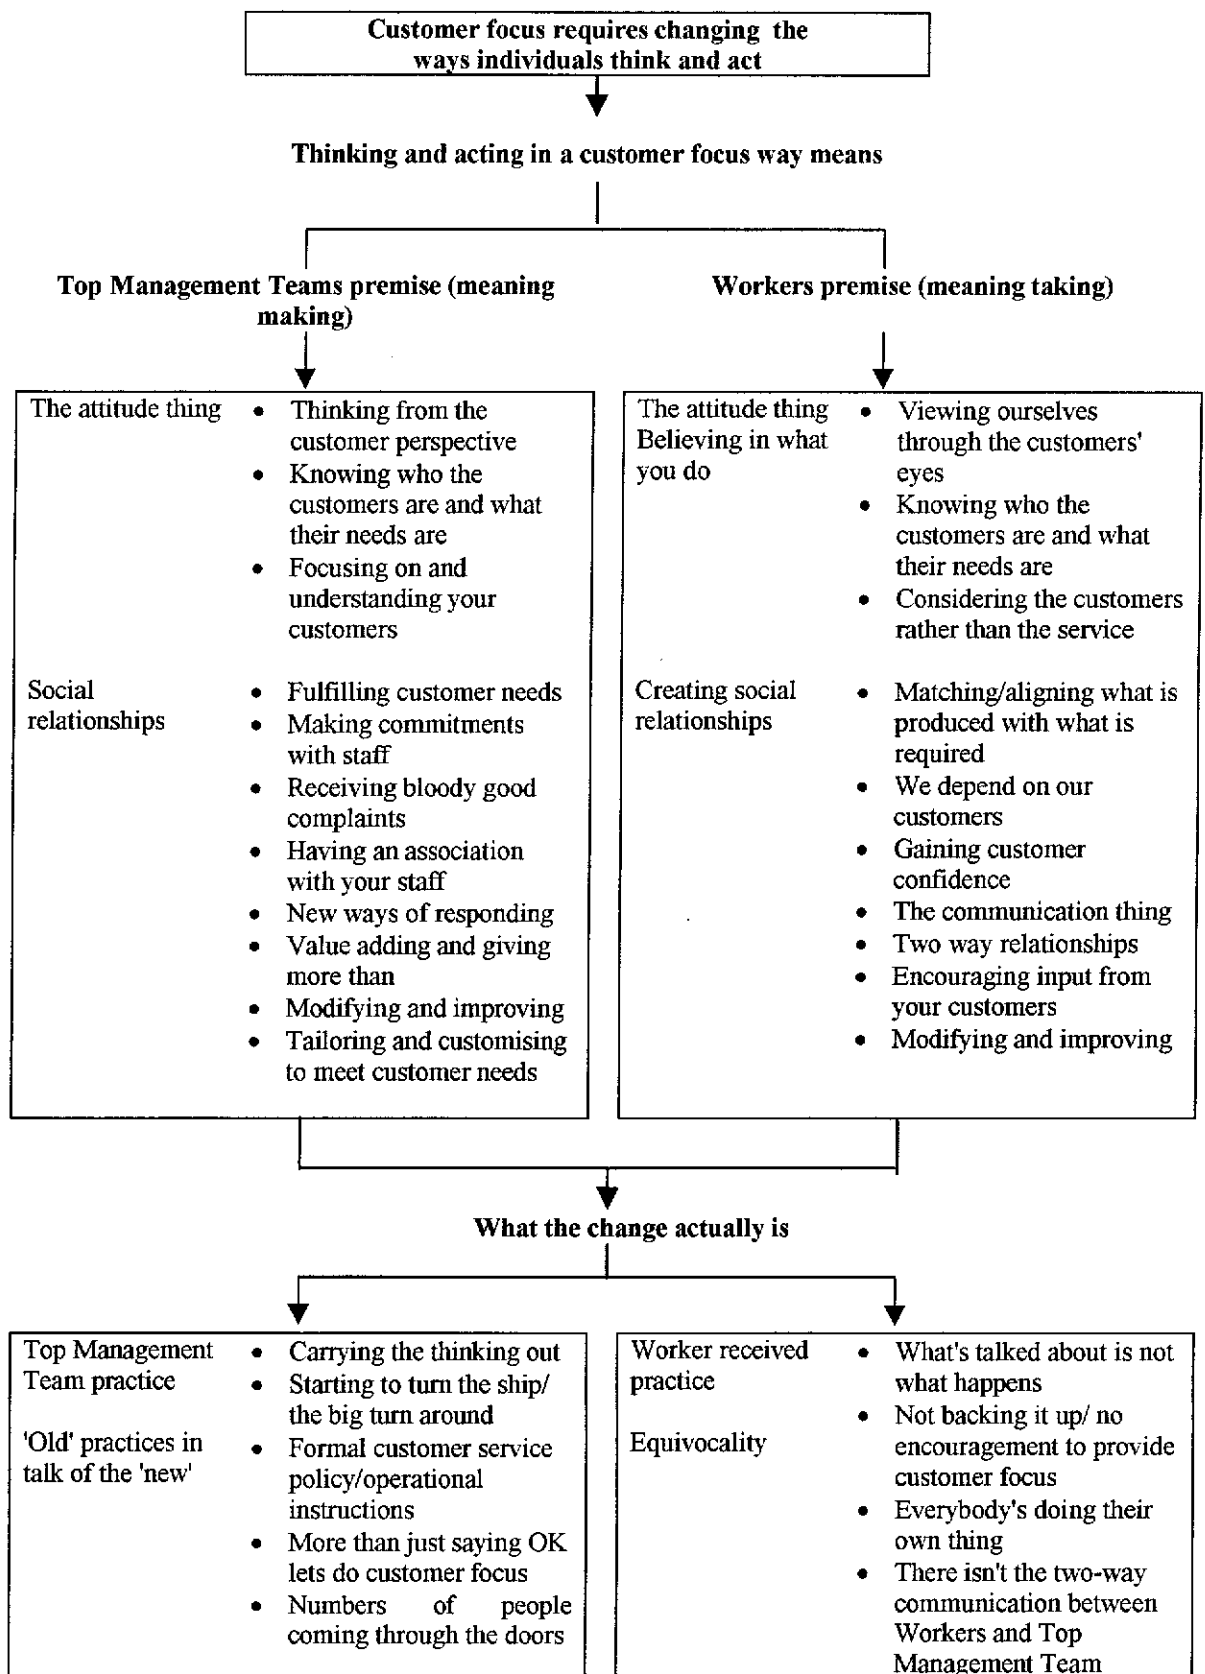 Customer focus requires changing the
ways individuals think and act
Thinking and acting in a customer focus way means
Top Management Teams premise (meaning
making)
Workers premise (meaning taking)
The attitude thing
• Thinking from the
customer perspective
• Knowing who the
customers are and what
their needs are
• Focusing on and
understanding your
customers
Social
relationships
• Fulfilling customer needs
• Making commitments
with staff
• Receiving bloody good
complaints
• Having an association
with your staff
• New ways of responding
• Value adding and giving
more than
• Modifying and improving
• Tailoring and customising
to meet customer needs
The attitude thing
Believing in what
you do
• Viewing ourselves
through the customers'
eyes
• Knowing who the
customers are and what
their needs are
• Considering the customers
rather than the service
Creating social
relationships
• Matching/aligning what is
produced with what is
required
• We depend on our
customers
• Gaining customer
confidence
• The communication thing
• Two way relationships
• Encouraging input from
your customers
• Modifying and improving
What the change actually is
Top Management
Team practice
'Old' practices in
talk of the 'new'
• Carrying the thinking out
• Starting to turn the ship/
the big turn around
• Formal customer service
policy/operational
instructions
• More than just saying OK
lets do customer focus
• Numbers of people
coming through the doors
Worker received
practice
Equivocality
• What's talked about is not
what happens
• Not backing it up/ no
encouragement to provide
customer focus
• Everybody's doing their
own thing
• There isn't the two-way
communication between
Workers and Top
Management Team